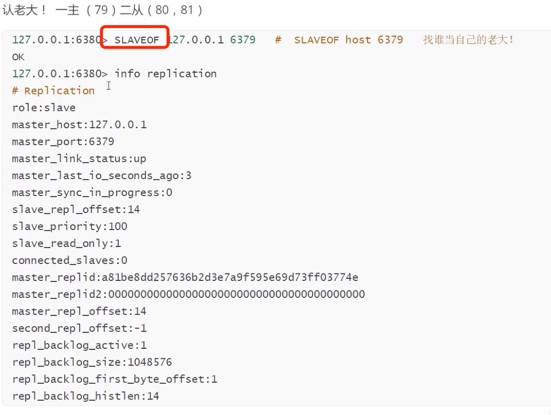 认老大！ 一主 （79）二从（80，81）
127.0.0.1:6380> SLAVEOF 127.0.0.1 6379   #  SLAVEOF host 6379   找谁当自己的老大!
OK
127.0.0.1:6380> info replication
# Replication
role:slave
master_host:127.0.0.1
master_port:6379
master_link_status:up
master_last_io_seconds_ago:3
master_sync_in_progress:0
slave_repl_offset:14
slave_priority:100
slave_read_only:1
connected_slaves:0
master_replid:a81be8dd257636b2d3e7a9f595e69d73ff03774e
master_replid2:0000000000000000000000000000000000000000
master_repl_offset:14
second_repl_offset:-1
repl_backlog_active:1
repl_backlog_size:1048576
repl_backlog_first_byte_offset:1
repl_backlog_histlen:14